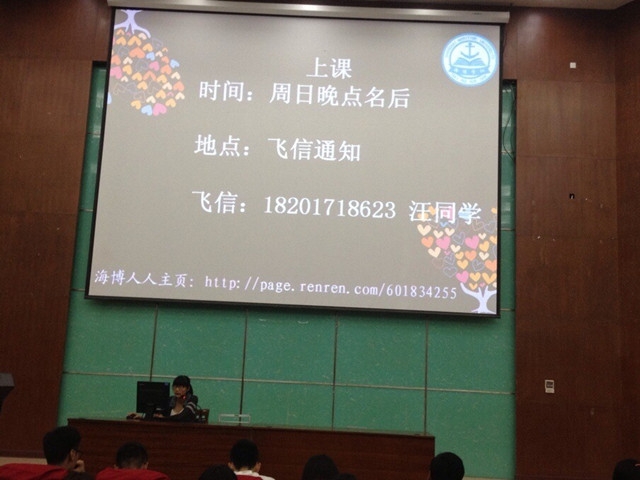 上课
时间：周日晚点名后
地点：飞信通知
飞信：18201718623 汪同学
海博人人主页：http://page.renren.com/601834255